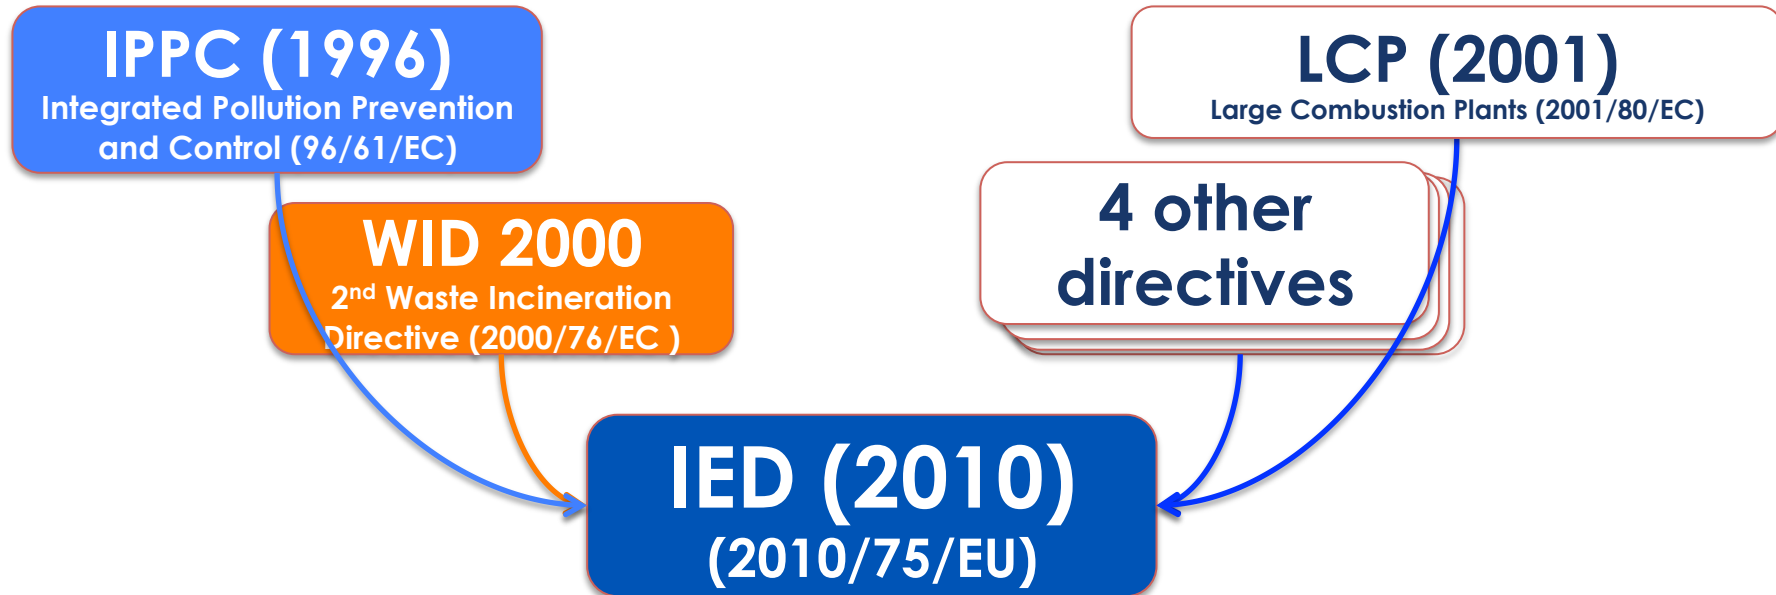 IPPC (1996)
Integrated Pollution Prevention
and Control (96/61/EC)
LCP (2001)
Large Combustion Plants (2001/80/EC)
WID 2000
2nd Waste Incineration
Directive (2000/76/EC )
4 other
directives
IED (2010)
(2010/75/EU)